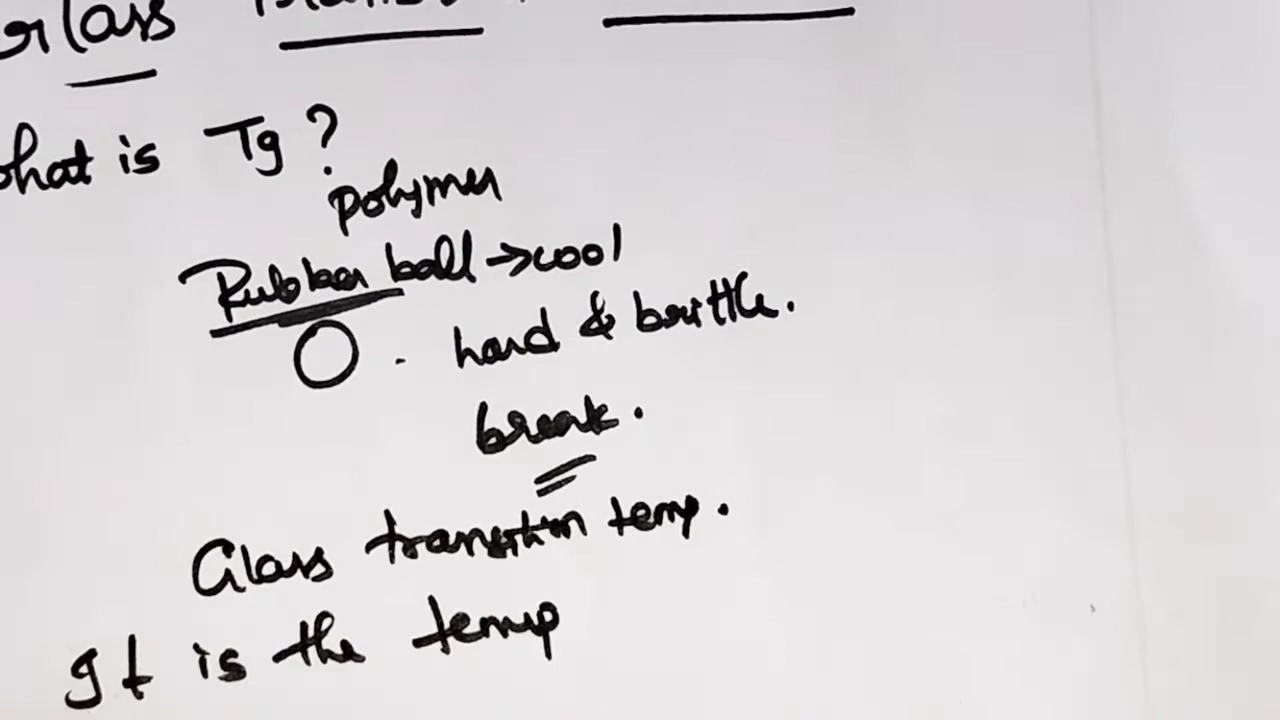 Glass
What is Tg?
polymer
Rubber ball → cool
hard & brittle.
break.
Glass transition temp.
It is the temp